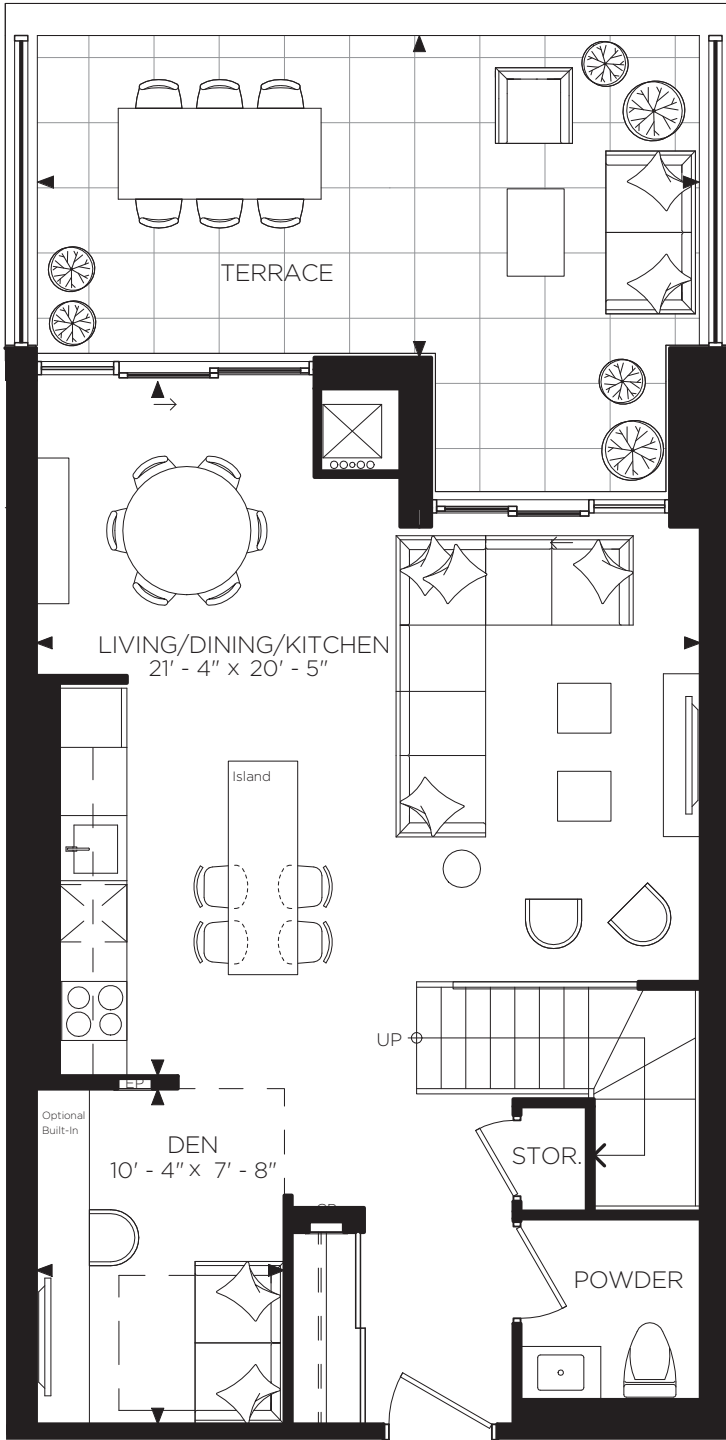 TERRACE
LIVING/DINING/KITCHEN
21' - 4" x 20' - 5"
Island
UP
EP
Optional
Built-In
DEN
10' - 4" x 7' - 8"
STOR.
POWDER